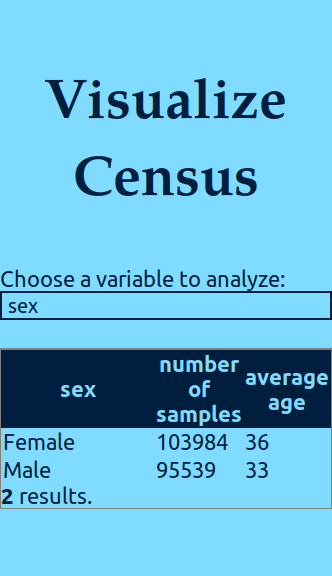 Visualize
Census
Choose a variable to analyze:
sex
sex number of samples average age
Female 103984 36
Male 95539 33
2 results.